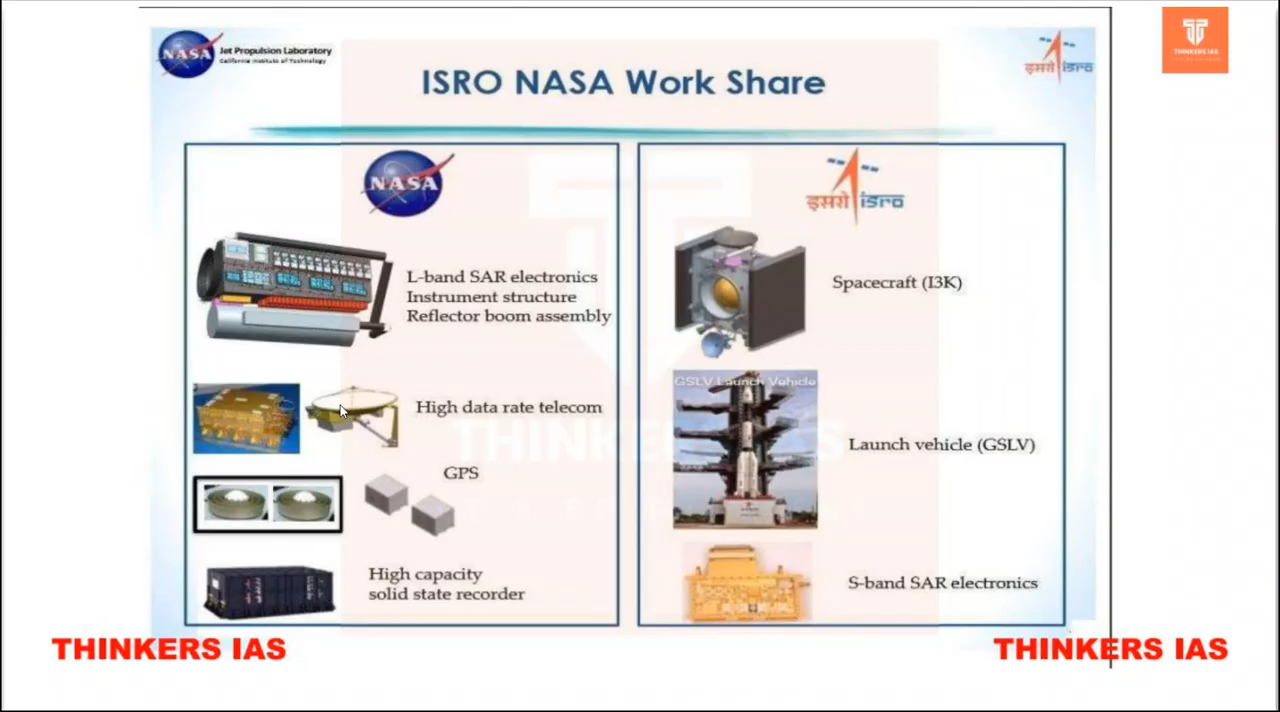 NASA
Jet Propulsion Laboratory
California Institute of Technology
इसरो isro
THINKERS IAS
ISRO NASA Work Share
NASA
L-band SAR electronics
Instrument structure
Reflector boom assembly
High data rate telecom
GPS
High capacity
solid state recorder
इसरो isro
Spacecraft (I3K)
GSLV Launch Vehicle
Launch vehicle (GSLV)
S-band SAR electronics
THINKERS IAS
THINKERS IAS
THINKERS IAS